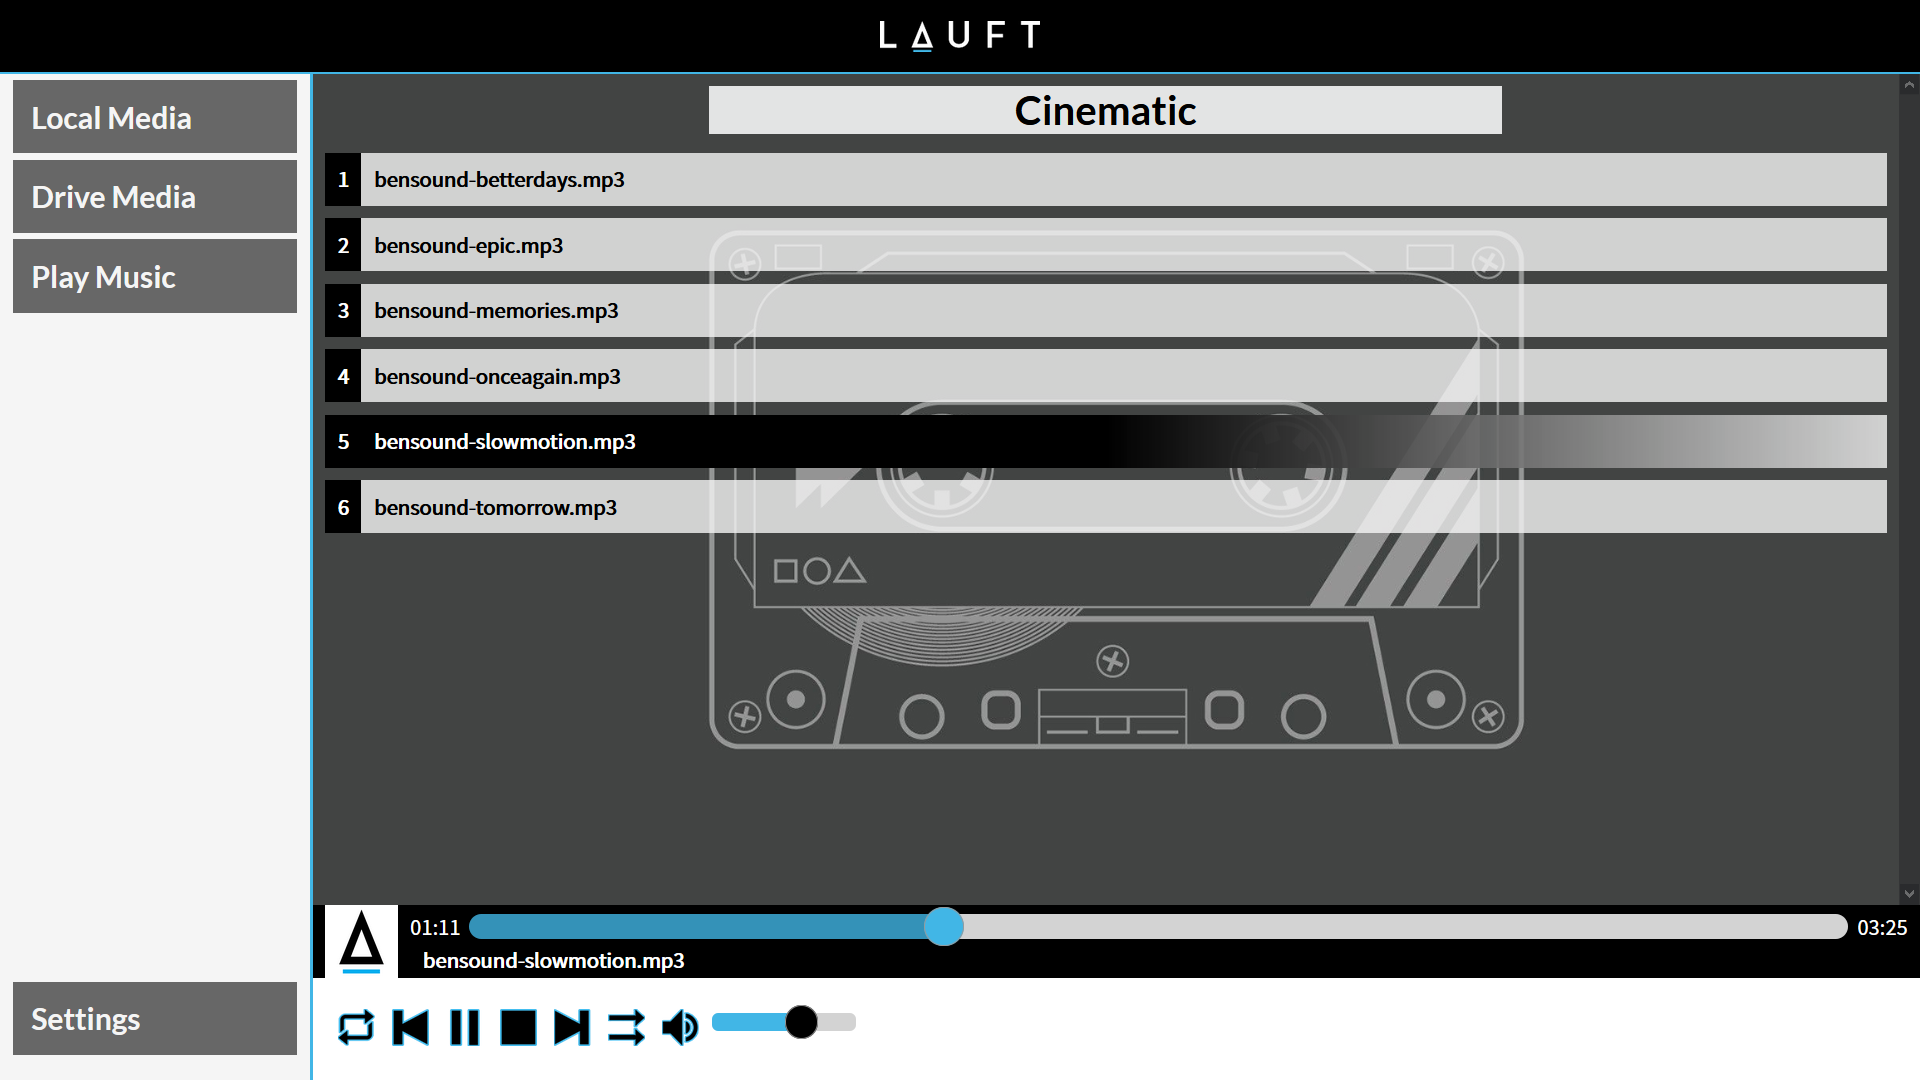 LAUFT
Local Media
Drive Media
Play Music
Settings
Cinematic
1 bensound-betterdays.mp3
2 bensound-epic.mp3
3 bensound-memories.mp3
4 bensound-onceagain.mp3
5 bensound-slowmotion.mp3
6 bensound-tomorrow.mp3
01:11 03:25
bensound-slowmotion.mp3